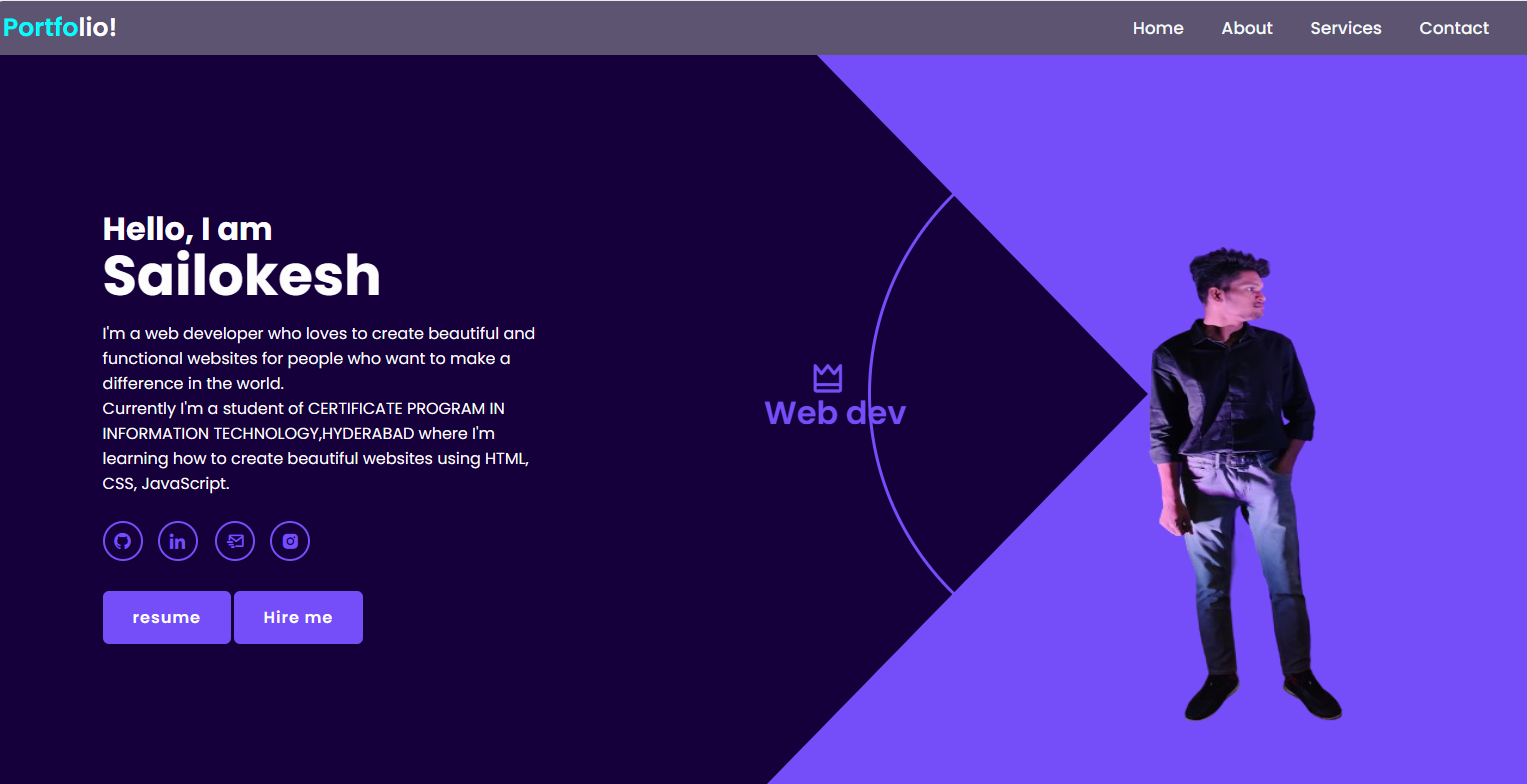 Portfolio!
Home About Services Contact
Hello, I am
Sailokesh
I'm a web developer who loves to create beautiful and
functional websites for people who want to make a
difference in the world.
Currently I'm a student of CERTIFICATE PROGRAM IN
INFORMATION TECHNOLOGY,HYDERABAD where I'm
learning how to create beautiful websites using HTML,
CSS, JavaScript.
in
resume Hire me
Web dev